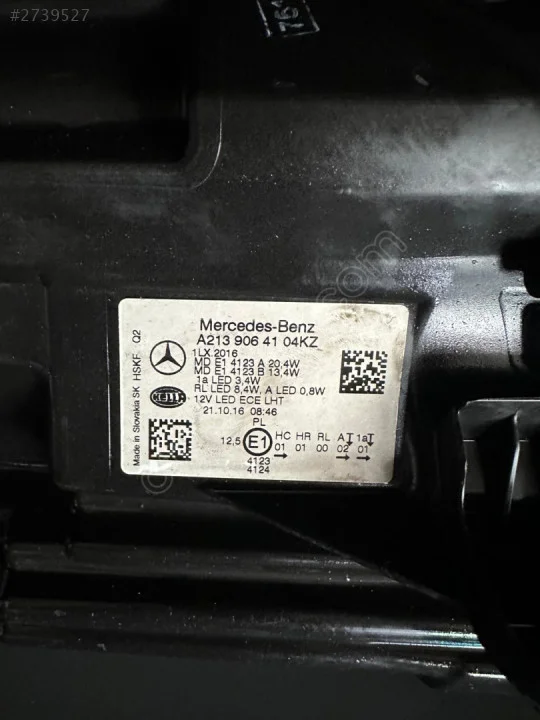 #2739527
761
Mercedes-Benz
A213 906 41 04KZ
1LX.2016
MD E1 4123 A 20,4W
MD E1 4123 B 13,4W
1a LED 3,4W
RL LED 8,4W, A LED 0,8W
12V LED ECE LHT
21.10.16 08:46
PL
HELLA
Made in Slovakia SK HSKF Q2
12,5 E1 HC HR RL A 1a
01 01 00 02 01
4123
4124
.com